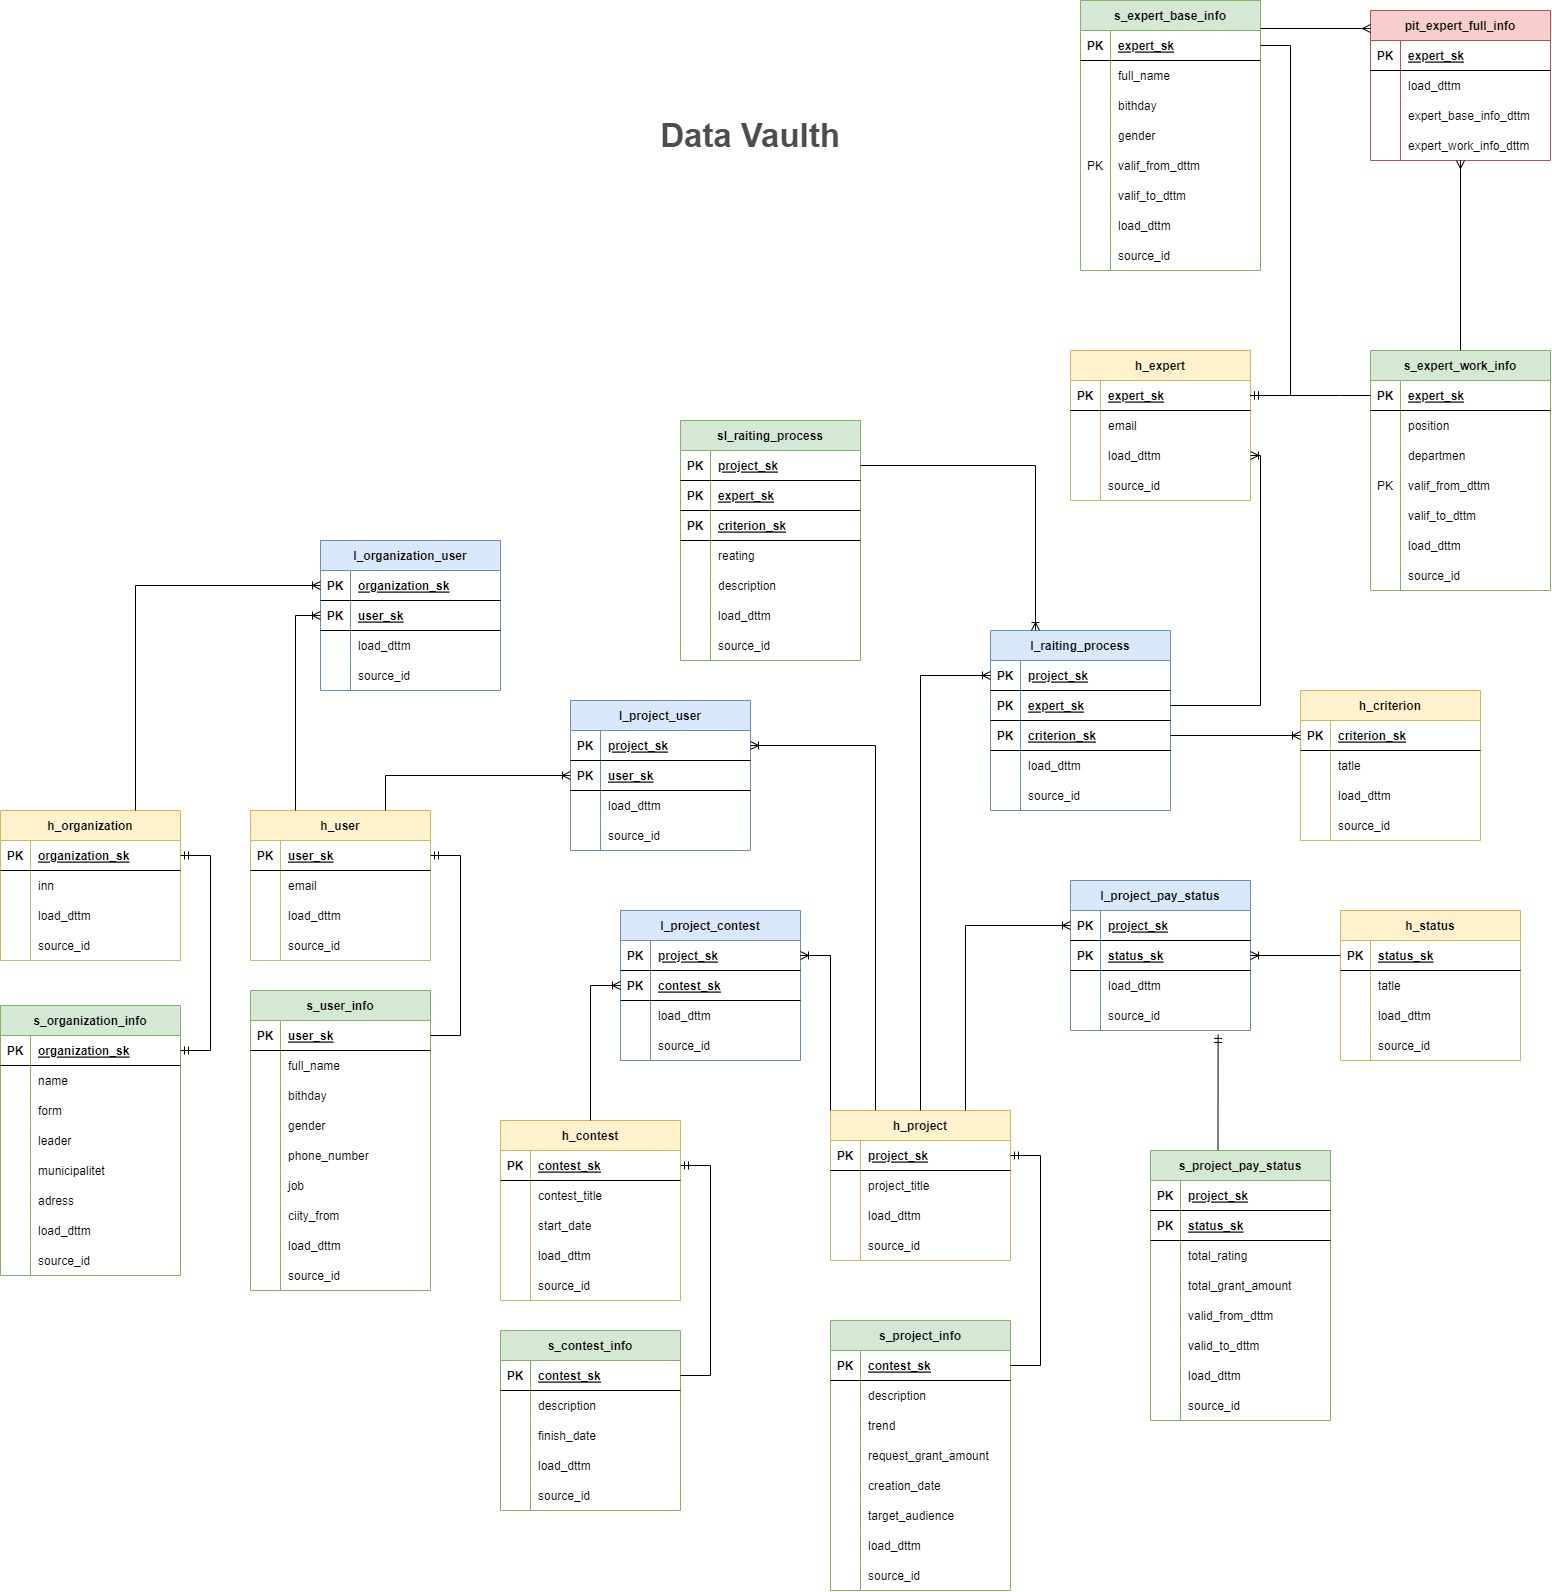 Data Vaulth
s_expert_base_info
PK expert_sk
full_name
bithday
gender
PK valif_from_dttm
valif_to_dttm
load_dttm
source_id
pit_expert_full_info
PK expert_sk
load_dttm
expert_base_info_dttm
expert_work_info_dttm
h_expert
PK expert_sk
email
load_dttm
source_id
s_expert_work_info
PK expert_sk
position
departmen
PK valif_from_dttm
valif_to_dttm
load_dttm
source_id
sl_raiting_process
PK project_sk
PK expert_sk
PK criterion_sk
reating
description
load_dttm
source_id
l_organization_user
PK organization_sk
PK user_sk
load_dttm
source_id
l_raiting_process
PK project_sk
PK expert_sk
PK criterion_sk
load_dttm
source_id
l_project_user
PK project_sk
PK user_sk
load_dttm
source_id
h_criterion
PK criterion_sk
tatle
load_dttm
source_id
h_organization
PK organization_sk
inn
load_dttm
source_id
h_user
PK user_sk
email
load_dttm
source_id
l_project_contest
PK project_sk
PK contest_sk
load_dttm
source_id
l_project_pay_status
PK project_sk
PK status_sk
load_dttm
source_id
h_status
PK status_sk
tatle
load_dttm
source_id
s_organization_info
PK organization_sk
name
form
leader
municipalitet
adress
load_dttm
source_id
s_user_info
PK user_sk
full_name
bithday
gender
phone_number
job
ciity_from
load_dttm
source_id
h_contest
PK contest_sk
contest_title
start_date
load_dttm
source_id
h_project
PK project_sk
project_title
load_dttm
source_id
s_project_pay_status
PK project_sk
PK status_sk
total_rating
total_grant_amount
valid_from_dttm
valid_to_dttm
load_dttm
source_id
s_contest_info
PK contest_sk
description
finish_date
load_dttm
source_id
s_project_info
PK contest_sk
description
trend
request_grant_amount
creation_date
target_audience
load_dttm
source_id